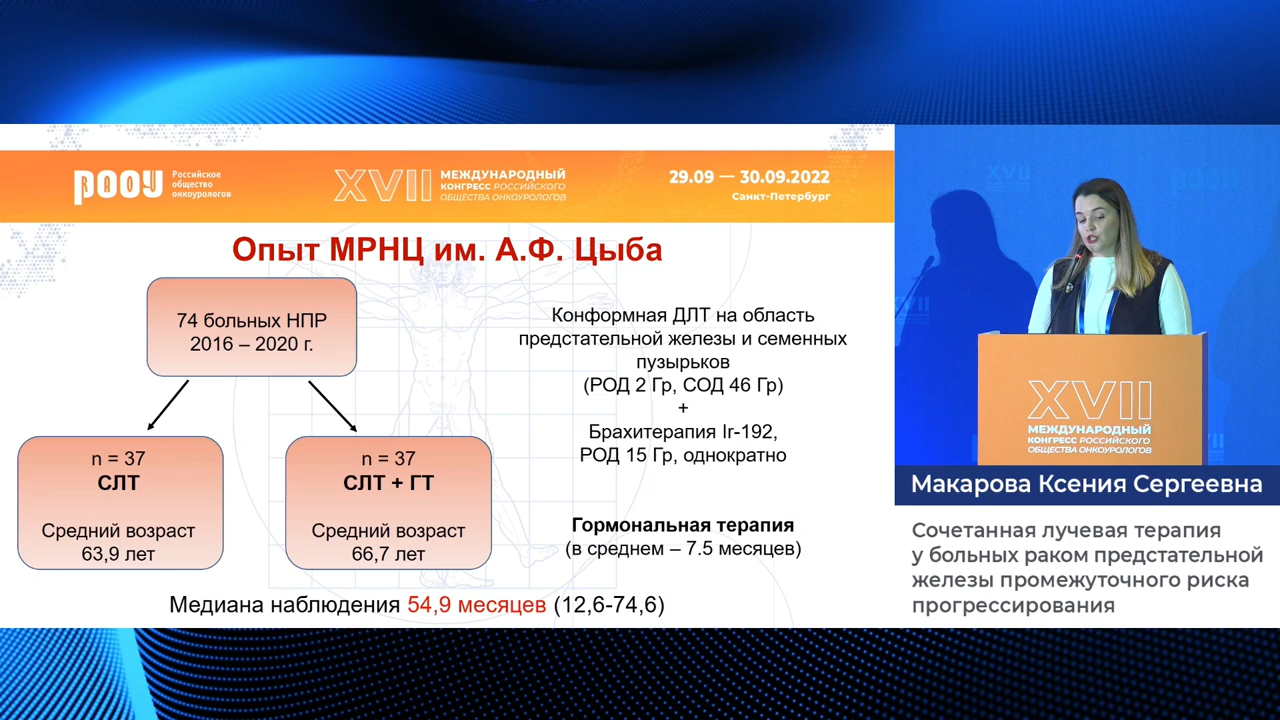 РООУ
Российское
общество
онкоурологов
XVII
МЕЖДУНАРОДНЫЙ
КОНГРЕСС РОССИЙСКОГО
ОБЩЕСТВА ОНКОУРОЛОГОВ
29.09 — 30.09.2022
Санкт-Петербург
Опыт МРНЦ им. А.Ф. Цыба
74 больных НПР
2016 – 2020 г.
n = 37
СЛТ
Средний возраст
63,9 лет
n = 37
СЛТ + ГТ
Средний возраст
66,7 лет
Конформная ДЛТ на область
предстательной железы и семенных
пузырьков
(РОД 2 Гр, СОД 46 Гр)
+
Брахитерапия Ir-192,
РОД 15 Гр, однократно
Гормональная терапия
(в среднем – 7.5 месяцев)
Медиана наблюдения 54,9 месяцев (12,6-74,6)
XVII
XVII
МЕЖДУНАРОДНЫЙ
КОНГРЕСС РОССИЙСКОГО
ОБЩЕСТВА ОНКОУРОЛОГОВ
Макарова Ксения Сергеевна
Сочетанная лучевая терапия
у больных раком предстательной
железы промежуточного риска
прогрессирования